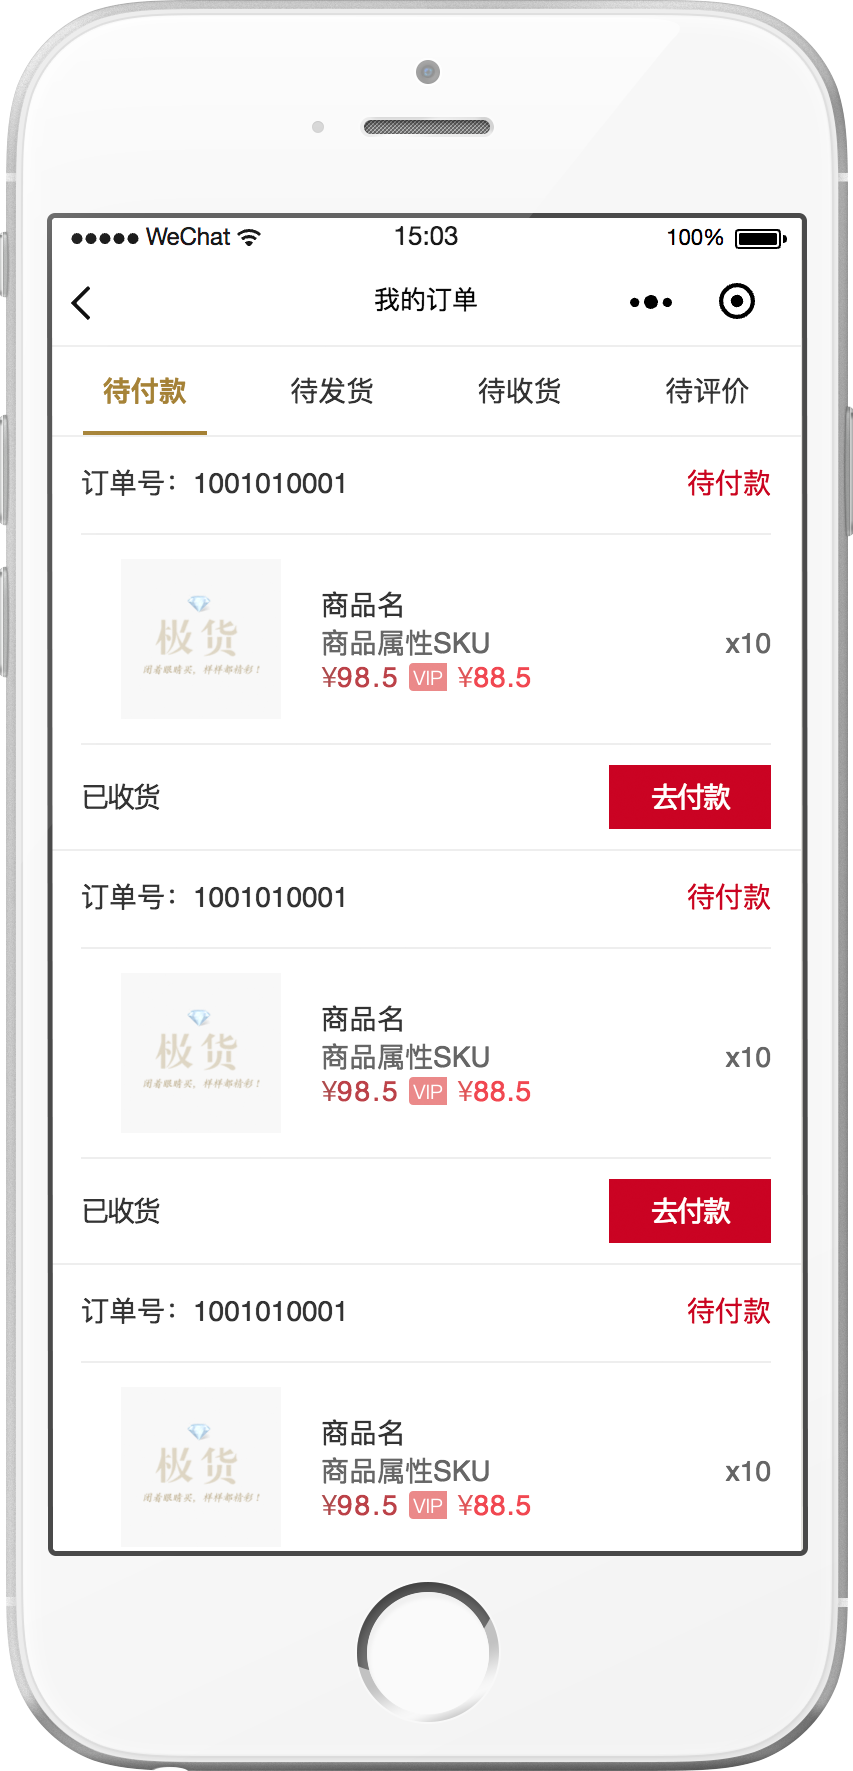 WeChat 15:03 100%
我的订单
待付款 待发货 待收货 待评价
订单号：1001010001 待付款
极货
闭着眼睛买，样样都精彩！
商品名
商品属性SKU x10
¥98.5 VIP ¥88.5
已收货 去付款
订单号：1001010001 待付款
极货
闭着眼睛买，样样都精彩！
商品名
商品属性SKU x10
¥98.5 VIP ¥88.5
已收货 去付款
订单号：1001010001 待付款
极货
闭着眼睛买，样样都精彩！
商品名
商品属性SKU x10
¥98.5 VIP ¥88.5